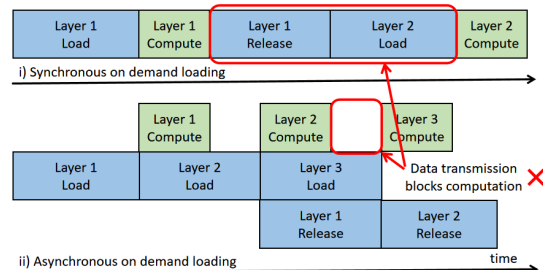 Layer 1
Load
Layer 1
Compute
Layer 1
Release
Layer 2
Load
Layer 2
Compute
i) Synchronous on demand loading
Layer 1
Compute
Layer 2
Compute
Layer 3
Compute
Layer 1
Load
Layer 2
Load
Layer 3
Load
Data transmission
blocks computation
Layer 1
Release
Layer 2
Release
ii) Asynchronous on demand loading
time